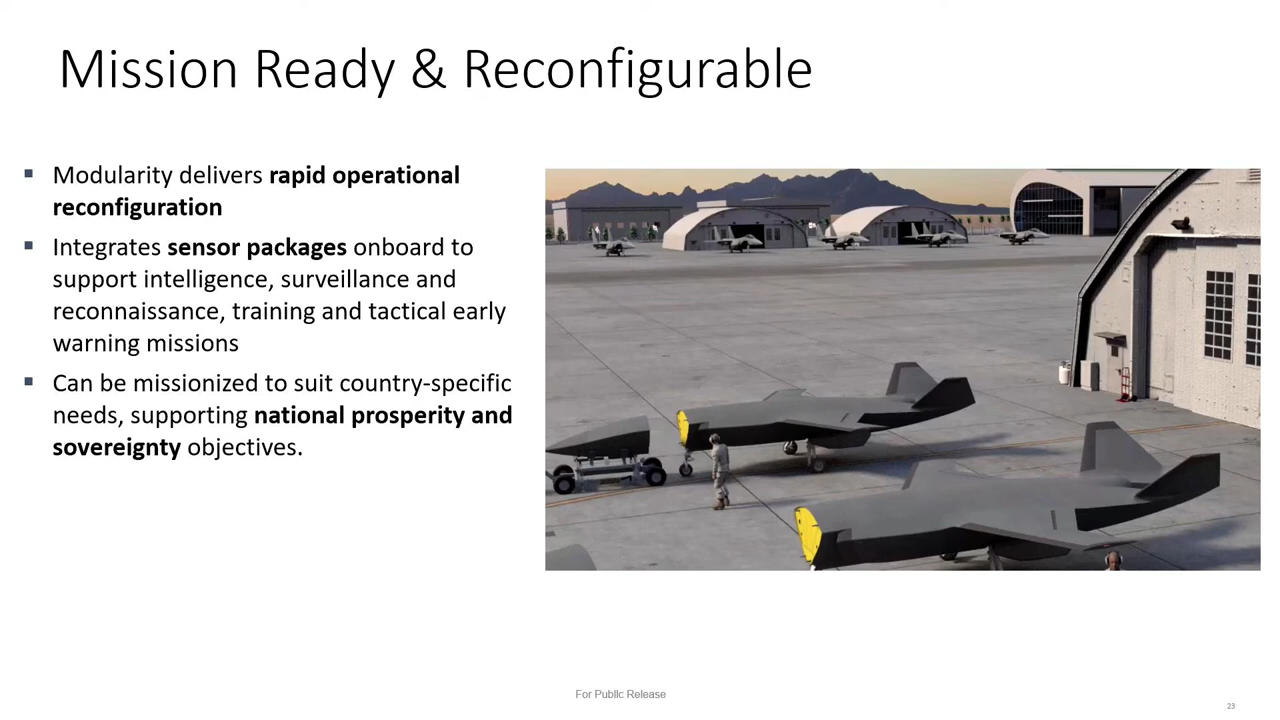 Mission Ready & Reconfigurable
▪ Modularity delivers rapid operational
reconfiguration
▪ Integrates sensor packages onboard to
support intelligence, surveillance and
reconnaissance, training and tactical early
warning missions
▪ Can be missionized to suit country-specific
needs, supporting national prosperity and
sovereignty objectives.
For Public Release
23